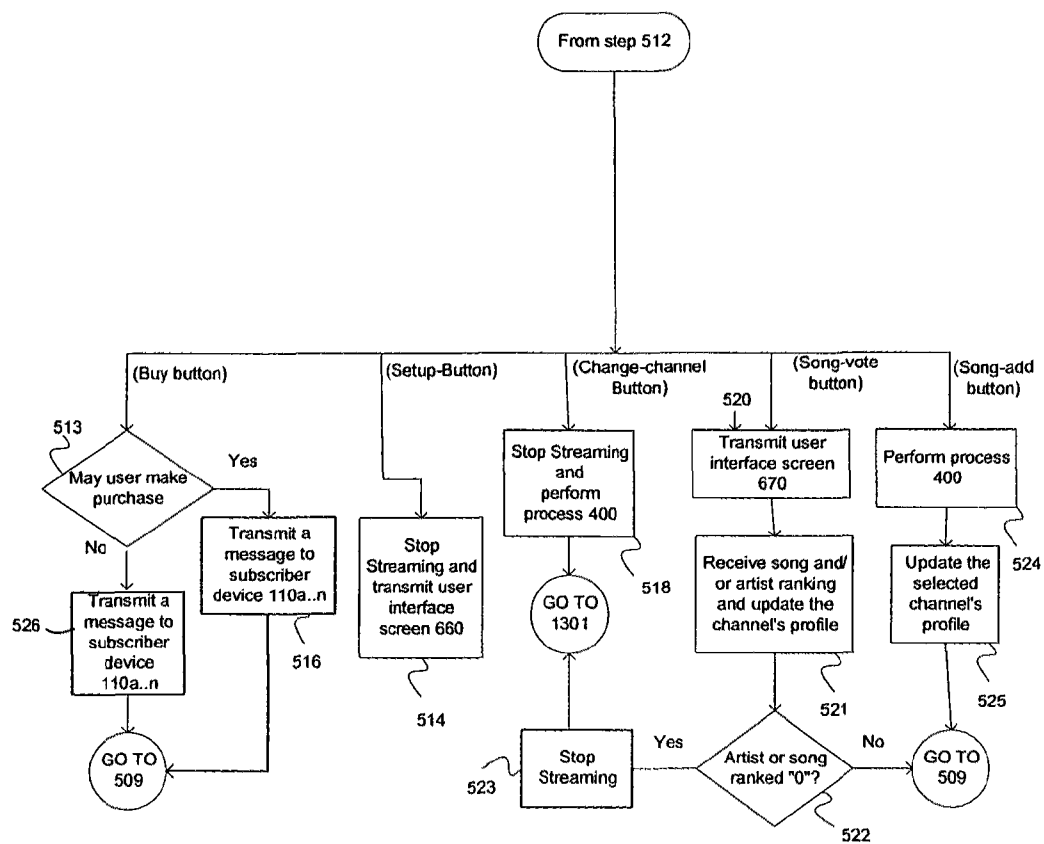 From step 512
(Buy button)
(Setup-Button)
(Change-channel
Button)
(Song-vote
button)
(Song-add
button)
513
May user make
purchase
Yes
No
Transmit a
message to
subscriber
device 110a..n
516
Transmit a
message to
subscriber
device
110a..n
526
GO TO
509
Stop
Streaming and
transmit user
interface
screen 660
514
Stop Streaming
and
perform
process 400
518
GO TO
1301
520
Transmit user
interface screen
670
Receive song and/
or artist ranking
and update the
channel's profile
521
Artist or song
ranked "0"?
522
Yes
No
Stop
Streaming
523
Perform process
400
524
Update the
selected
channel's
profile
525
GO TO
509